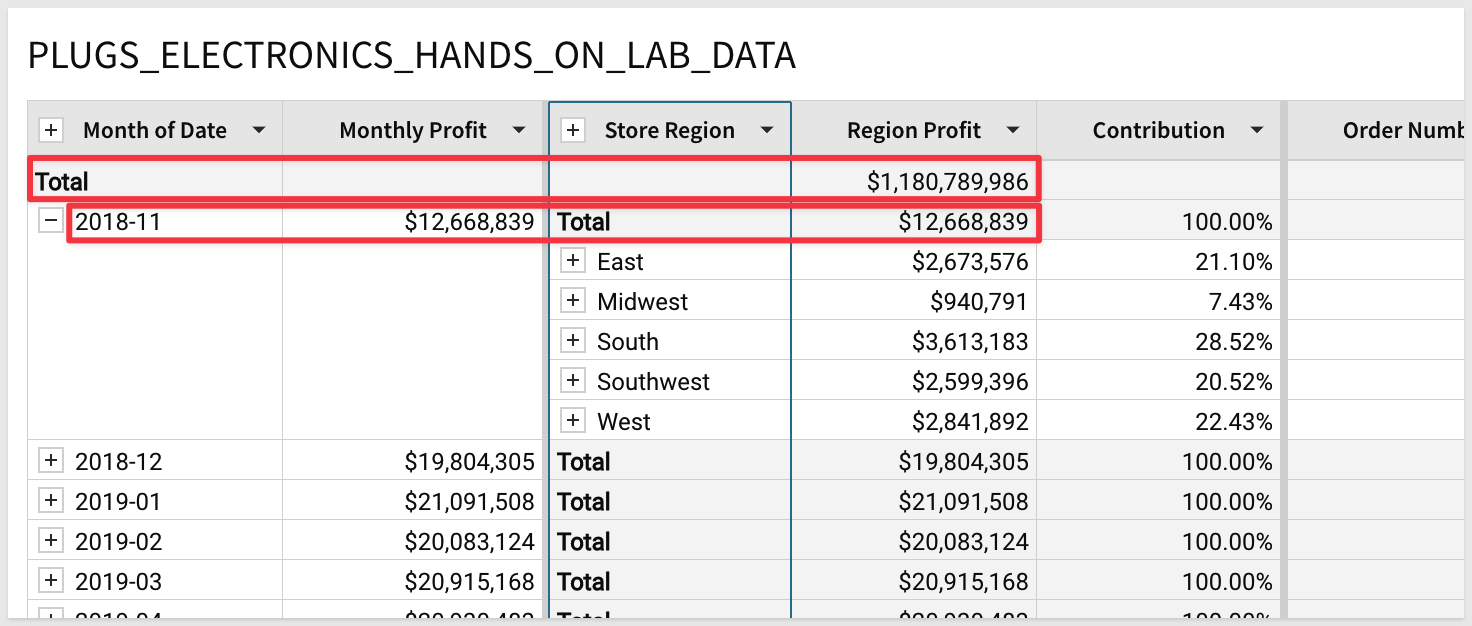 PLUGS_ELECTRONICS_HANDS_ON_LAB_DATA
Month of Date Monthly Profit Store Region Region Profit Contribution Order Numb
Total $1,180,789,986
2018-11 $12,668,839 Total $12,668,839 100.00%
East $2,673,576 21.10%
Midwest $940,791 7.43%
South $3,613,183 28.52%
Southwest $2,599,396 20.52%
West $2,841,892 22.43%
2018-12 $19,804,305 Total $19,804,305 100.00%
2019-01 $21,091,508 Total $21,091,508 100.00%
2019-02 $20,083,124 Total $20,083,124 100.00%
2019-03 $20,915,168 Total $20,915,168 100.00%